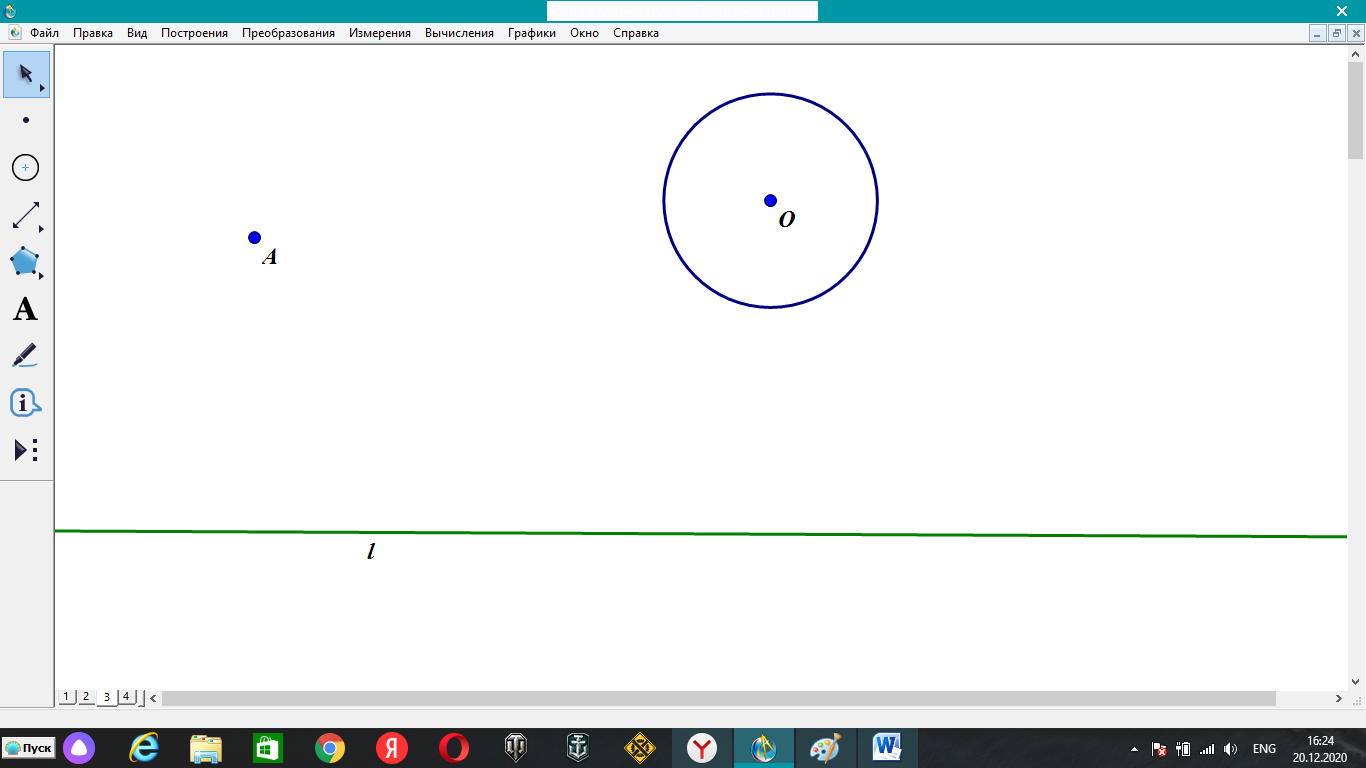 Файл Правка Вид Построения Преобразования Измерения Вычисления Графики Окно Справка
A
O
A
l
1 2 3 4
Пуск
Я
Y
W
ENG
16:24
20.12.2020